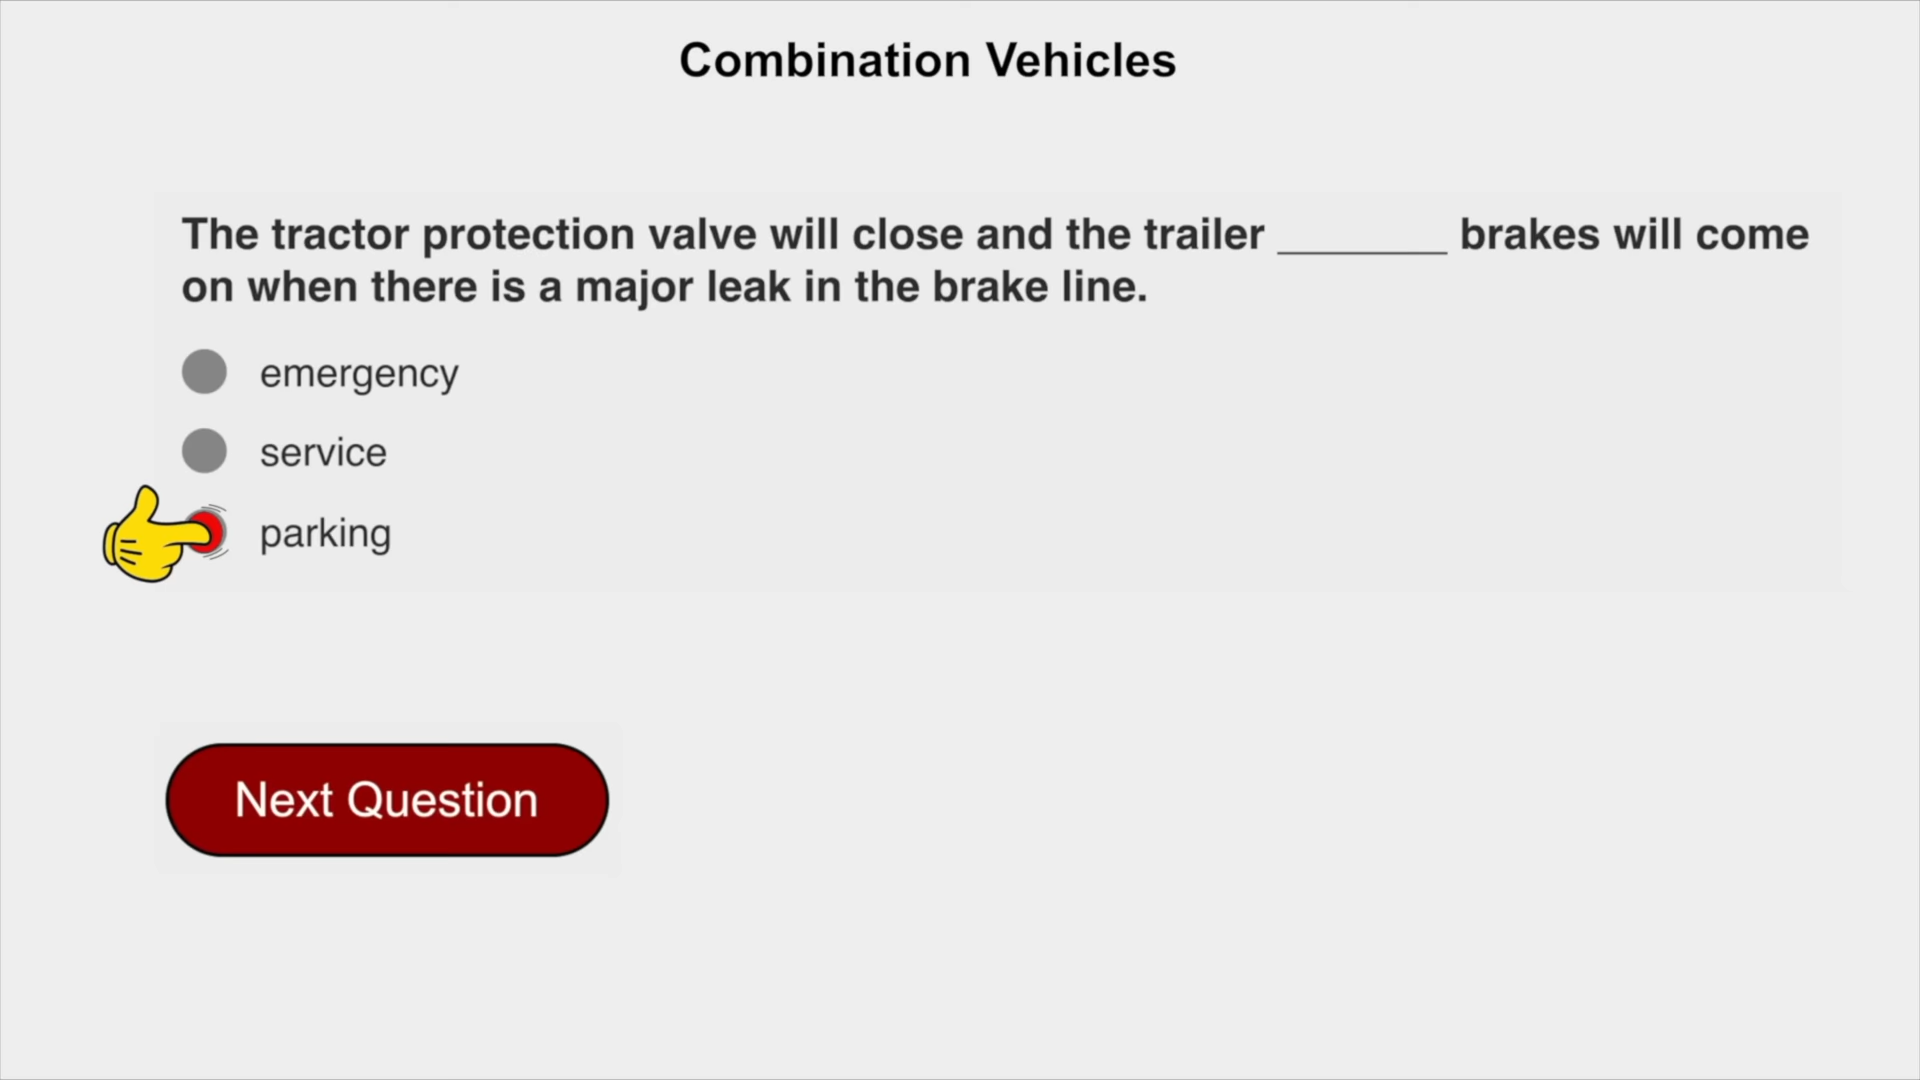 Combination Vehicles
The tractor protection valve will close and the trailer ________ brakes will come
on when there is a major leak in the brake line.
emergency
service
parking
Next Question